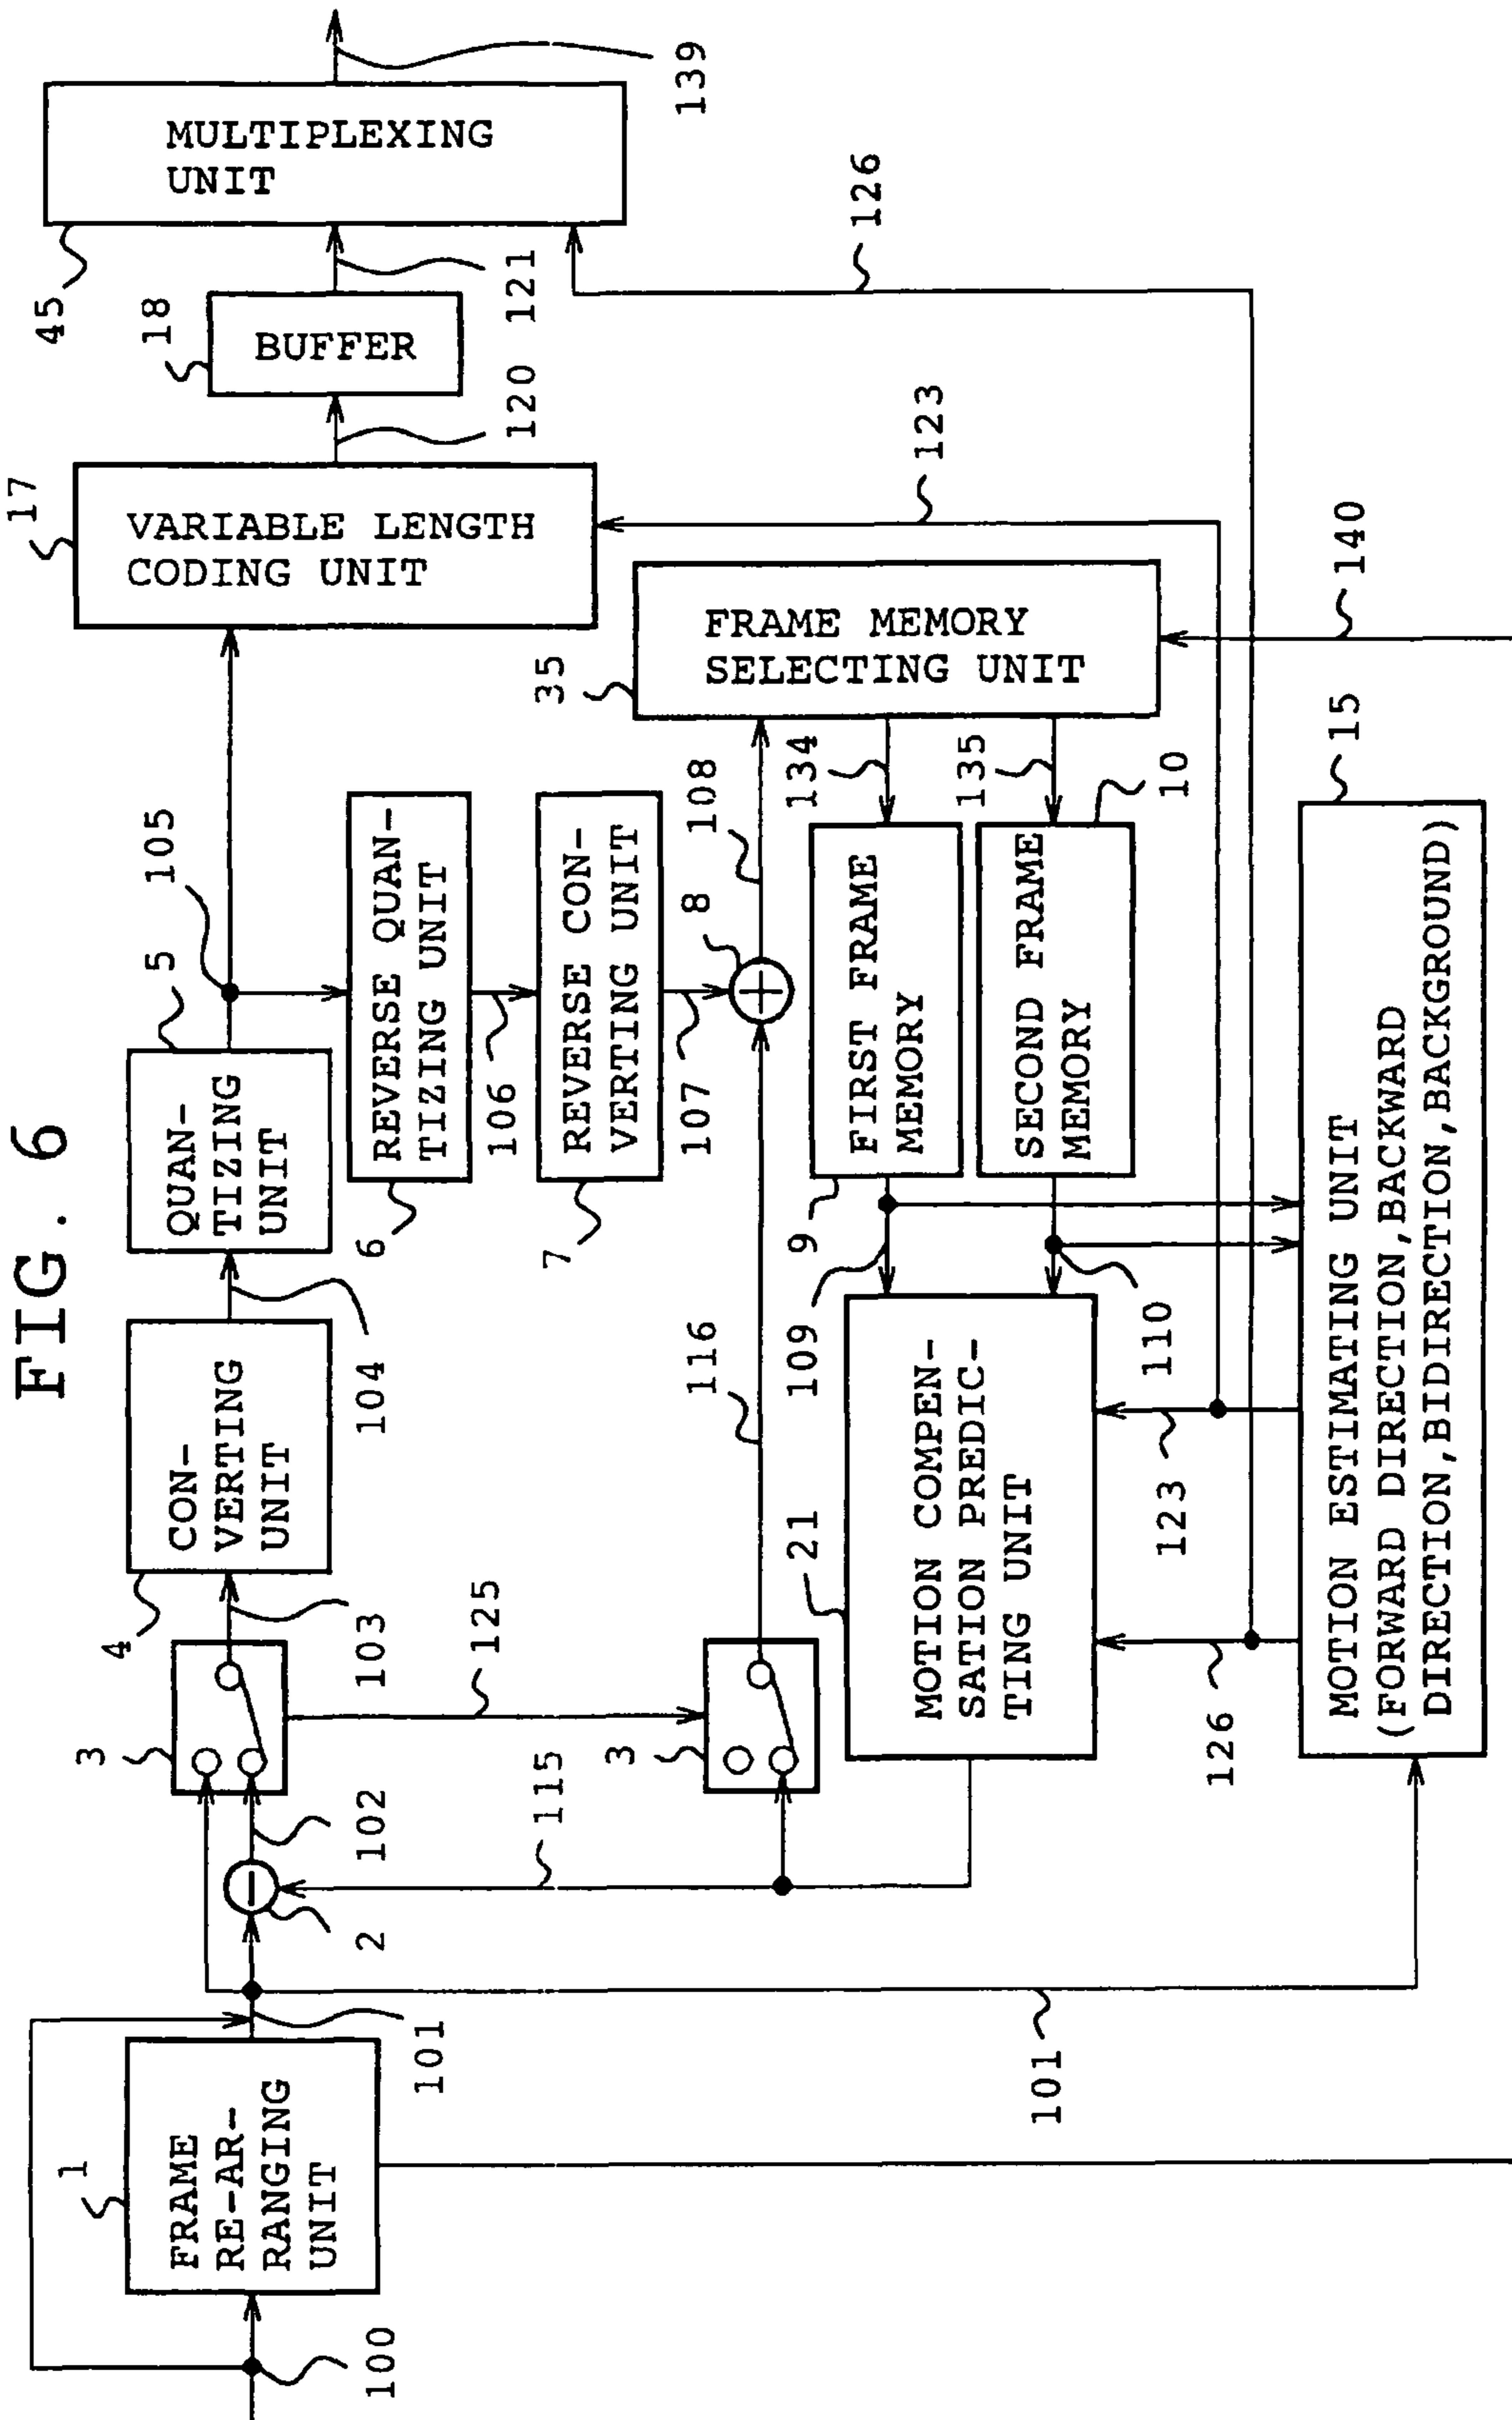 FIG. 6
1
FRAME
RE-AR-
RANGING
UNIT
100
101
2
102
3
103
4
CON-
VERTING
UNIT
104
5
QUAN-
TIZING
UNIT
105
17
VARIABLE LENGTH
CODING UNIT
120
18
BUFFER
121
45
MULTIPLEXING
UNIT
139
6
REVERSE QUAN-
TIZING UNIT
106
7
REVERSE CON-
VERTING UNIT
107
8
108
125
115
3
116
35
FRAME MEMORY
SELECTING UNIT
134
135
9
FIRST FRAME
MEMORY
10
SECOND FRAME
MEMORY
109
110
21
MOTION COMPEN-
SATION PREDIC-
TING UNIT
123
126
123
126
140
101
15
MOTION ESTIMATING UNIT
(FORWARD DIRECTION,BACKWARD
DIRECTION,BIDIRECTION,BACKGROUND)